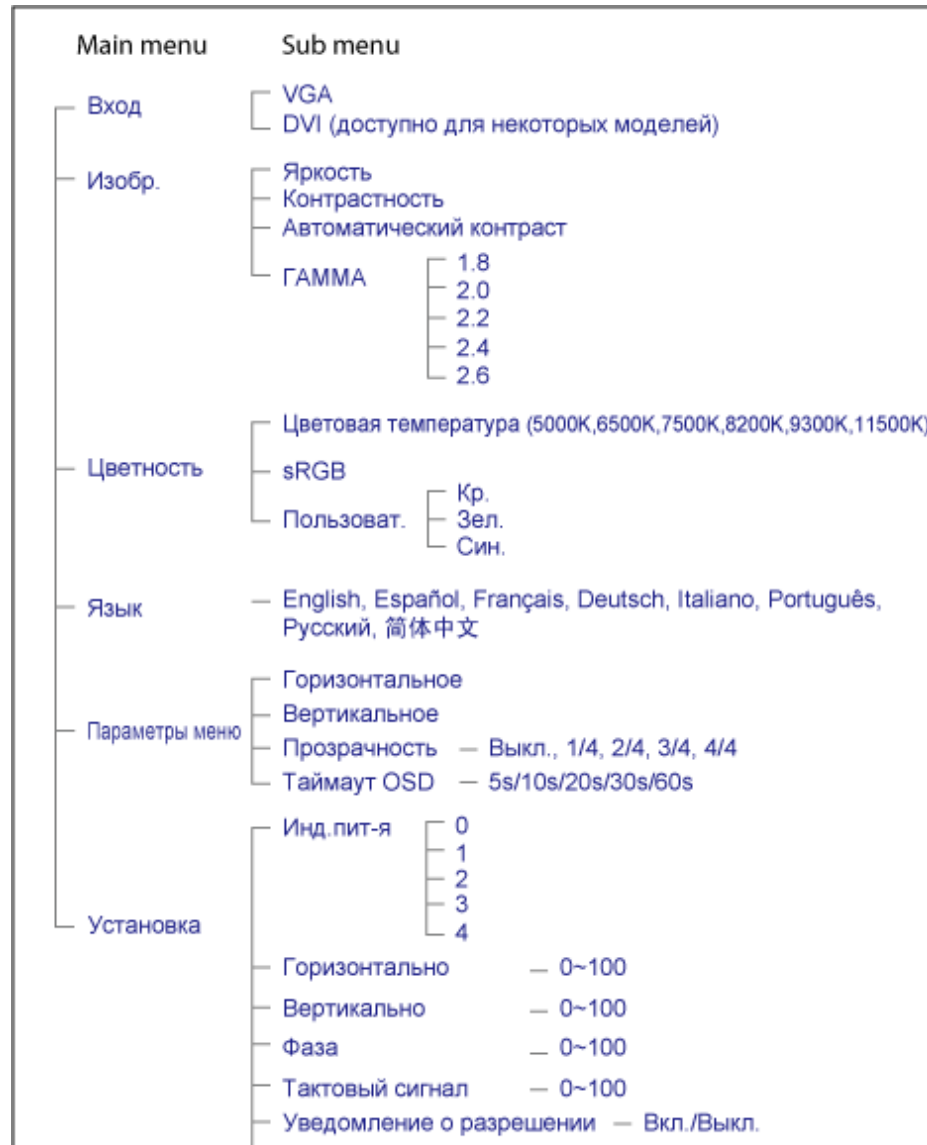 Main menu Sub menu
Вход
VGA
DVI (доступно для некоторых моделей)
Изобр.
Яркость
Контрастность
Автоматический контраст
ГАММА
1.8
2.0
2.2
2.4
2.6
Цветность
Цветовая температура (5000K,6500K,7500K,8200K,9300K,11500K)
sRGB
Пользоват.
Кр.
Зел.
Син.
Язык
English, Español, Français, Deutsch, Italiano, Português,
Русский, 简体中文
Параметры меню
Горизонтальное
Вертикальное
Прозрачность — Выкл., 1/4, 2/4, 3/4, 4/4
Таймаут OSD — 5s/10s/20s/30s/60s
Установка
Инд.пит-я
0
1
2
3
4
Горизонтально — 0~100
Вертикально — 0~100
Фаза — 0~100
Тактовый сигнал — 0~100
Уведомление о разрешении — Вкл./Выкл.